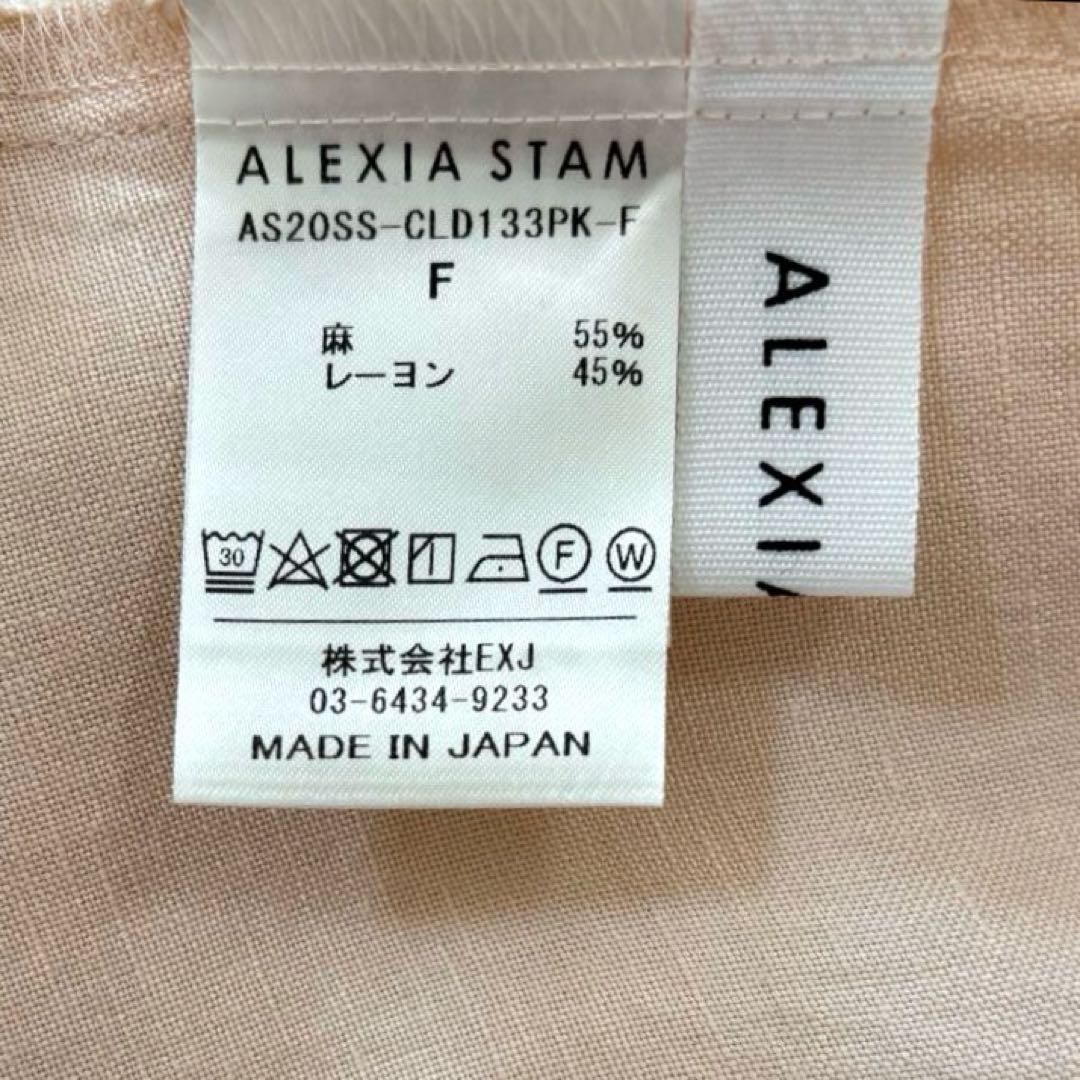 ALEXIA STAM
AS20SS-CLD133PK-F
F
麻 55%
レーヨン 45%
30 F W
株式会社EXJ
03-6434-9233
MADE IN JAPAN
ALEXIA